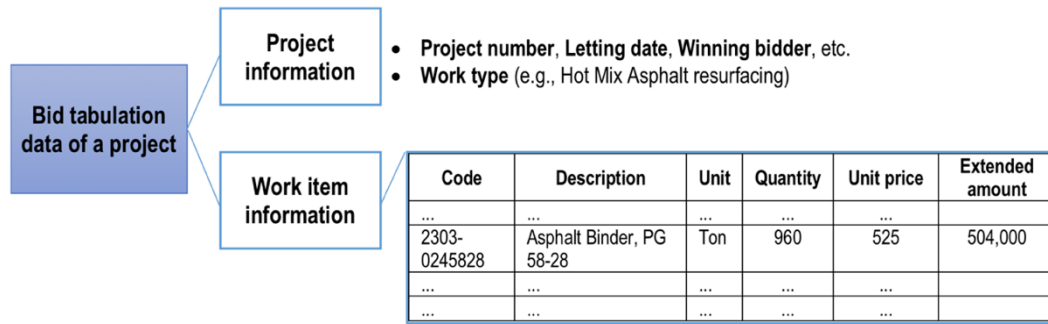 Project
information
• Project number, Letting date, Winning bidder, etc.
• Work type (e.g., Hot Mix Asphalt resurfacing)
Bid tabulation
data of a project
Work item
information
Code Description Unit Quantity Unit price Extended
amount
... ... ... ... ...
2303- Asphalt Binder, PG Ton 960 525 504,000
0245828 58-28
... ... ... ... ...
... ... ... ... ...